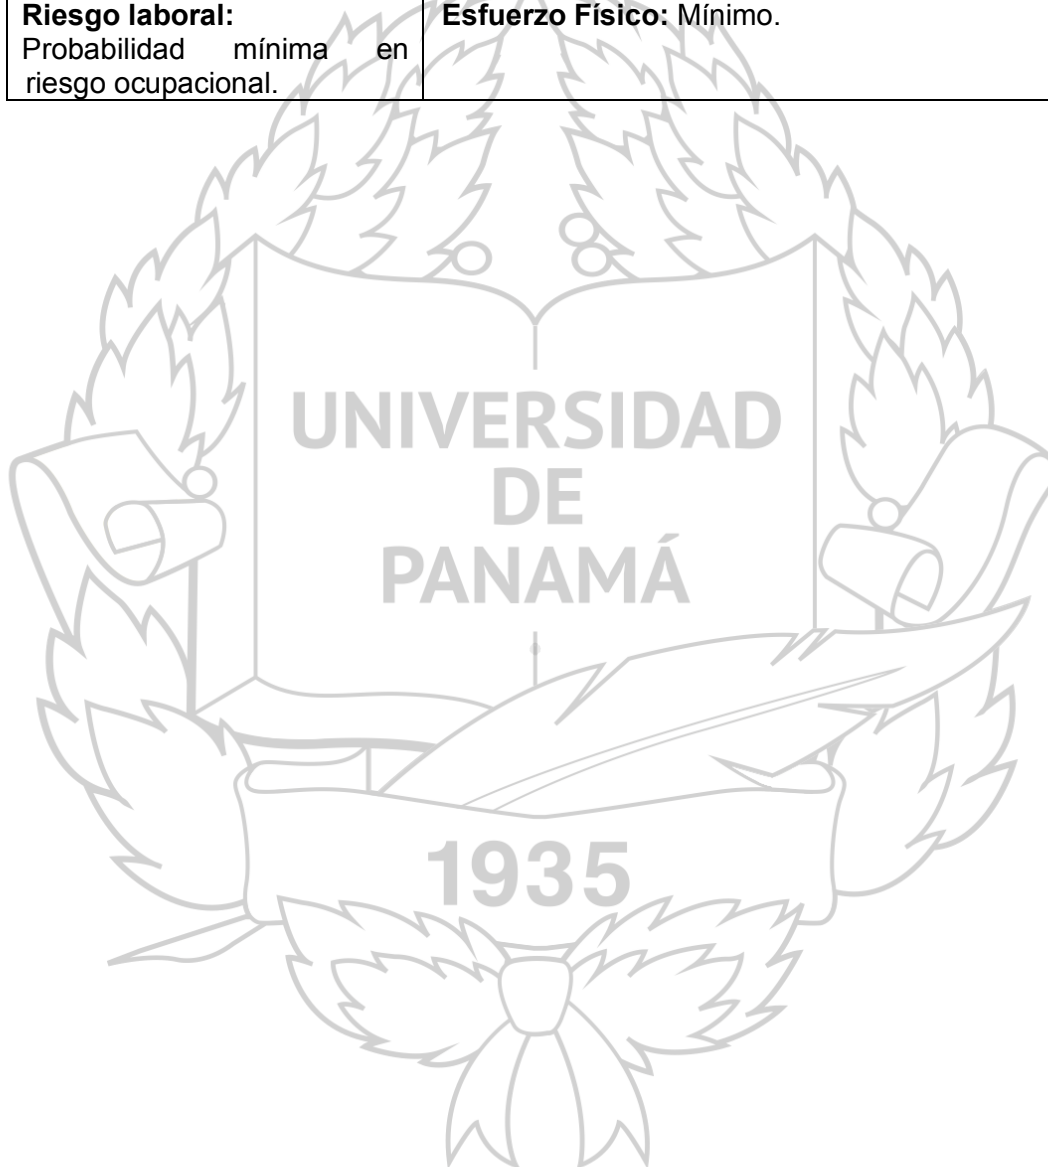 Riesgo laboral:
Probabilidad mínima en
riesgo ocupacional.
Esfuerzo Físico: Mínimo.
UNIVERSIDAD
DE
PANAMÁ
1935